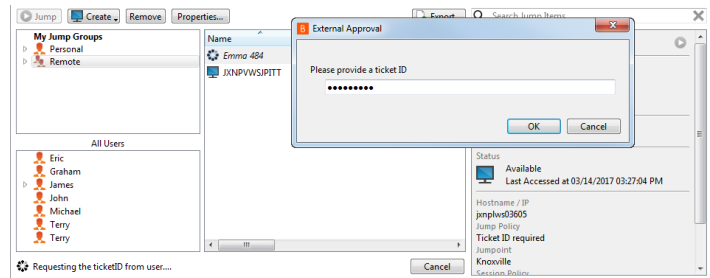 Jump Create Remove Properties... Export Search Jump Items
My Jump Groups
Personal
Remote
Name
Emma 484
JXNPVWSJPITT
External Approval
Please provide a ticket ID
•••••••••
OK Cancel
All Users
Eric
Graham
James
John
Michael
Terry
Terry
Status
Available
Last Accessed at 03/14/2017 03:27:04 PM
Hostname / IP
jxnplws03605
Jump Policy
Ticket ID required
Jumpoint
Knoxville
Session Policy
Requesting the ticketID from user.... Cancel